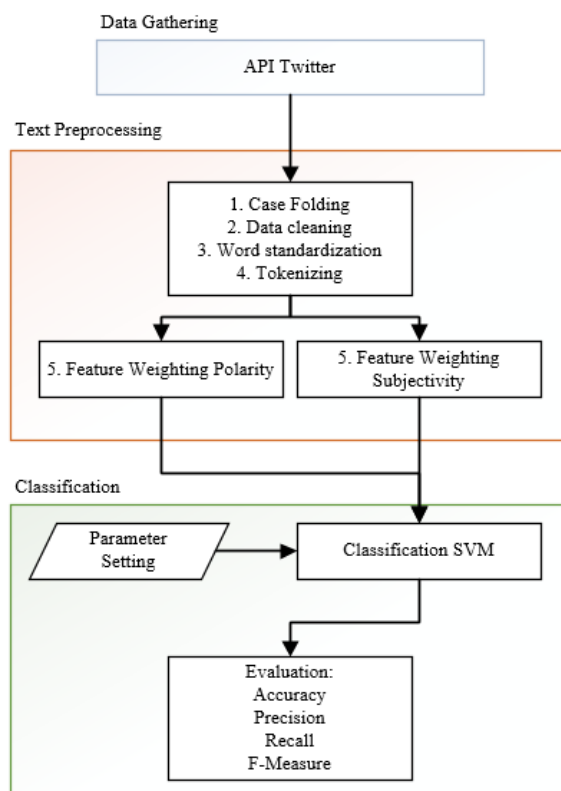 Data Gathering
API Twitter
Text Preprocessing
1. Case Folding
2. Data cleaning
3. Word standardization
4. Tokenizing
5. Feature Weighting Polarity
5. Feature Weighting
Subjectivity
Classification
Parameter
Setting
Classification SVM
Evaluation:
Accuracy
Precision
Recall
F-Measure